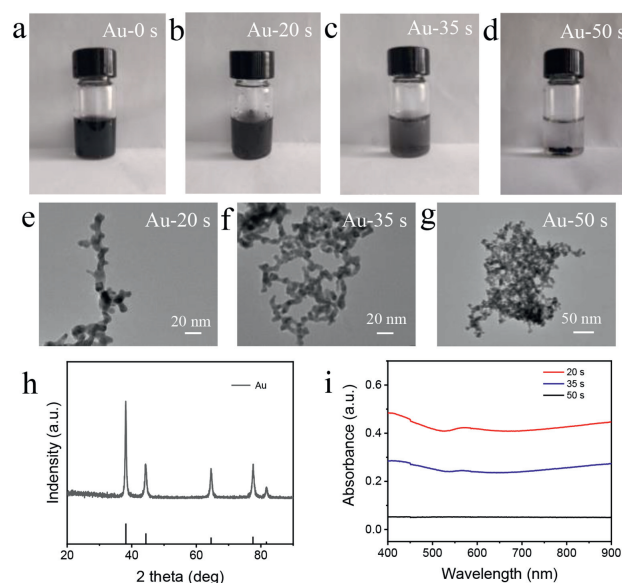 a Au-0 s
b Au-20 s
c Au-35 s
d Au-50 s
e Au-20 s
20 nm
f Au-35 s
20 nm
g Au-50 s
50 nm
h
Au
Indensity (a.u.)
20 40 60 80
2 theta (deg)
i
20 s
35 s
50 s
Absorbance (a.u.)
0.6
0.4
0.2
0.0
400 500 600 700 800 900
Wavelength (nm)